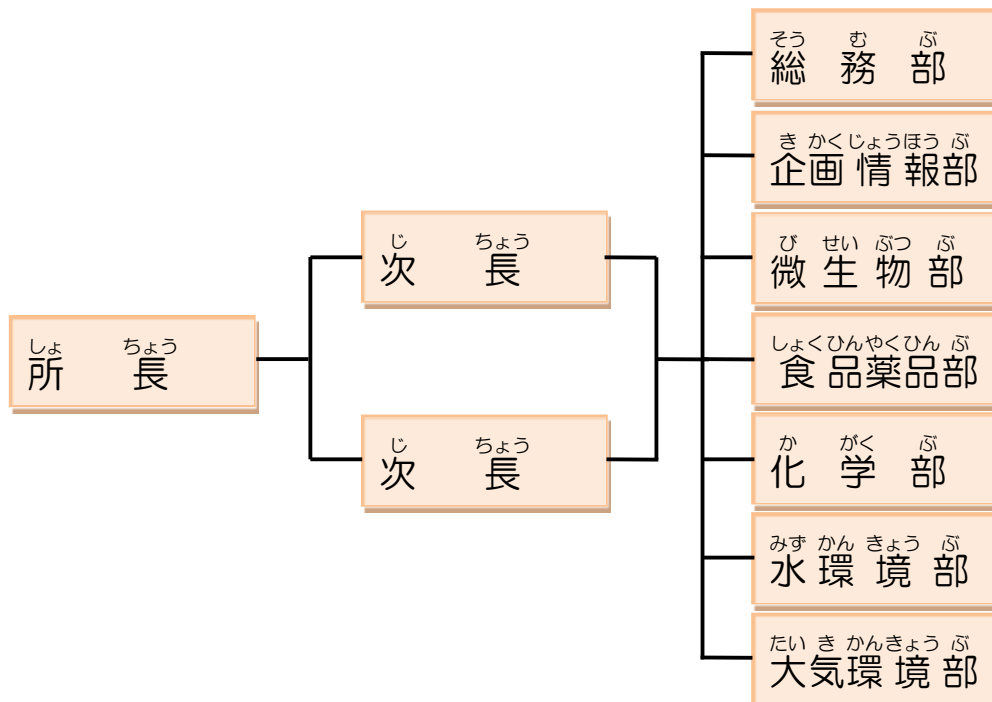 しょ ちょう
所 長
じ ちょう
次 長
じ ちょう
次 長
そう む ぶ
総 務 部
き かくじょうほう ぶ
企画情報部
び せい ぶつ ぶ
微生物部
しょくひんやくひん ぶ
食品薬品部
か がく ぶ
化 学 部
みず かん きょう ぶ
水環境部
たい き かんきょう ぶ
大気環境部